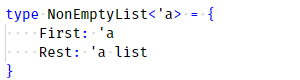 type NonEmptyList<'a> = {
    First: 'a
    Rest: 'a list
}